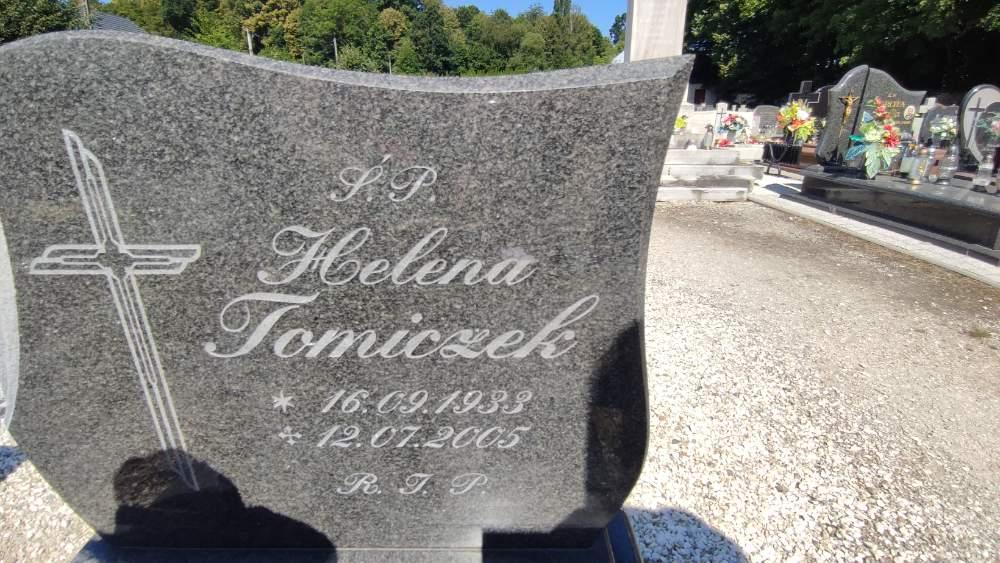 Ś.P.
Helena
Tomiczek
* 16.09.1933
✣ 12.07.2005
R. I. P.